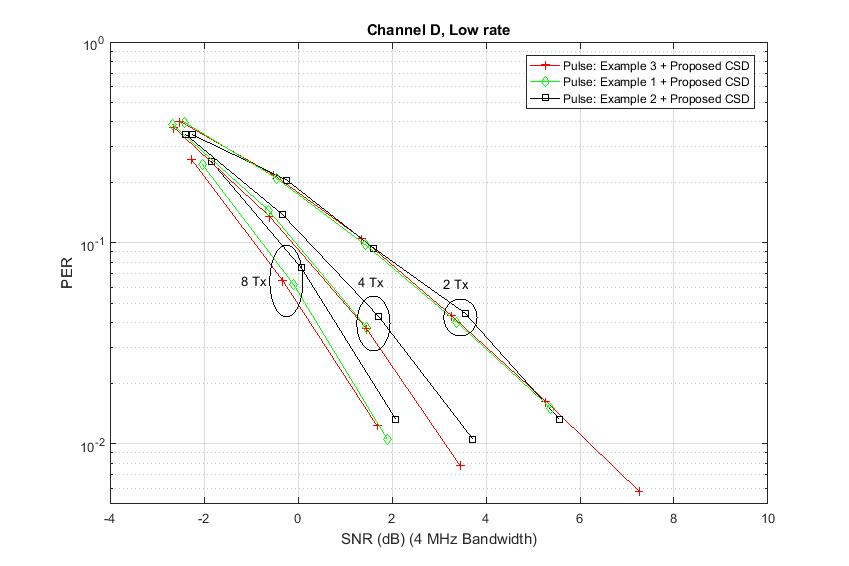 Channel D, Low rate
Pulse: Example 3 + Proposed CSD
Pulse: Example 1 + Proposed CSD
Pulse: Example 2 + Proposed CSD
10^0
10^-1
10^-2
PER
8 Tx
4 Tx
2 Tx
-4 -2 0 2 4 6 8 10
SNR (dB) (4 MHz Bandwidth)